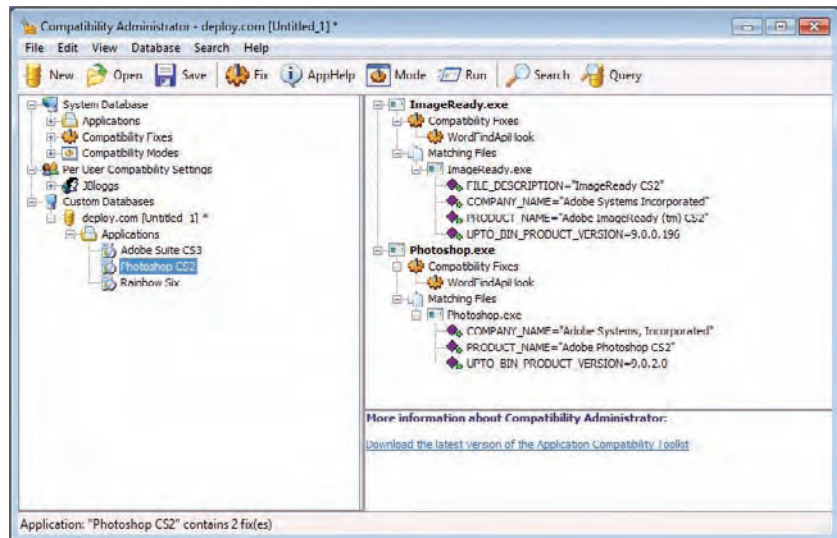 Compatibility Administrator - deploy.com [Untitled_1] *
File Edit View Database Search Help
New Open Save Fix AppHelp Mode Run Search Query
System Database
Applications
Compatibility Fixes
Compatibility Modes
Per User Compatibility Settings
JBloggs
Custom Databases
deploy.com [Untitled_1] *
Applications
Adobe Suite CS3
Photoshop CS2
Rainbow Six
ImageReady.exe
Compatibility Fixes
WordFindApiHook
Matching Files
ImageReady.exe
FILE_DESCRIPTION="ImageReady CS2"
COMPANY_NAME="Adobe Systems Incorporated"
PRODUCT_NAME="Adobe ImageReady (tm) CS2"
UPTO_BIN_PRODUCT_VERSION=9.0.0.196
Photoshop.exe
Compatibility Fixes
WordFindApiHook
Matching Files
Photoshop.exe
COMPANY_NAME="Adobe Systems, Incorporated"
PRODUCT_NAME="Adobe Photoshop CS2"
UPTO_BIN_PRODUCT_VERSION=9.0.2.0
More information about Compatibility Administrator:
Download the latest version of the Application Compatibility Toolkit
Application: "Photoshop CS2" contains 2 fix(es)